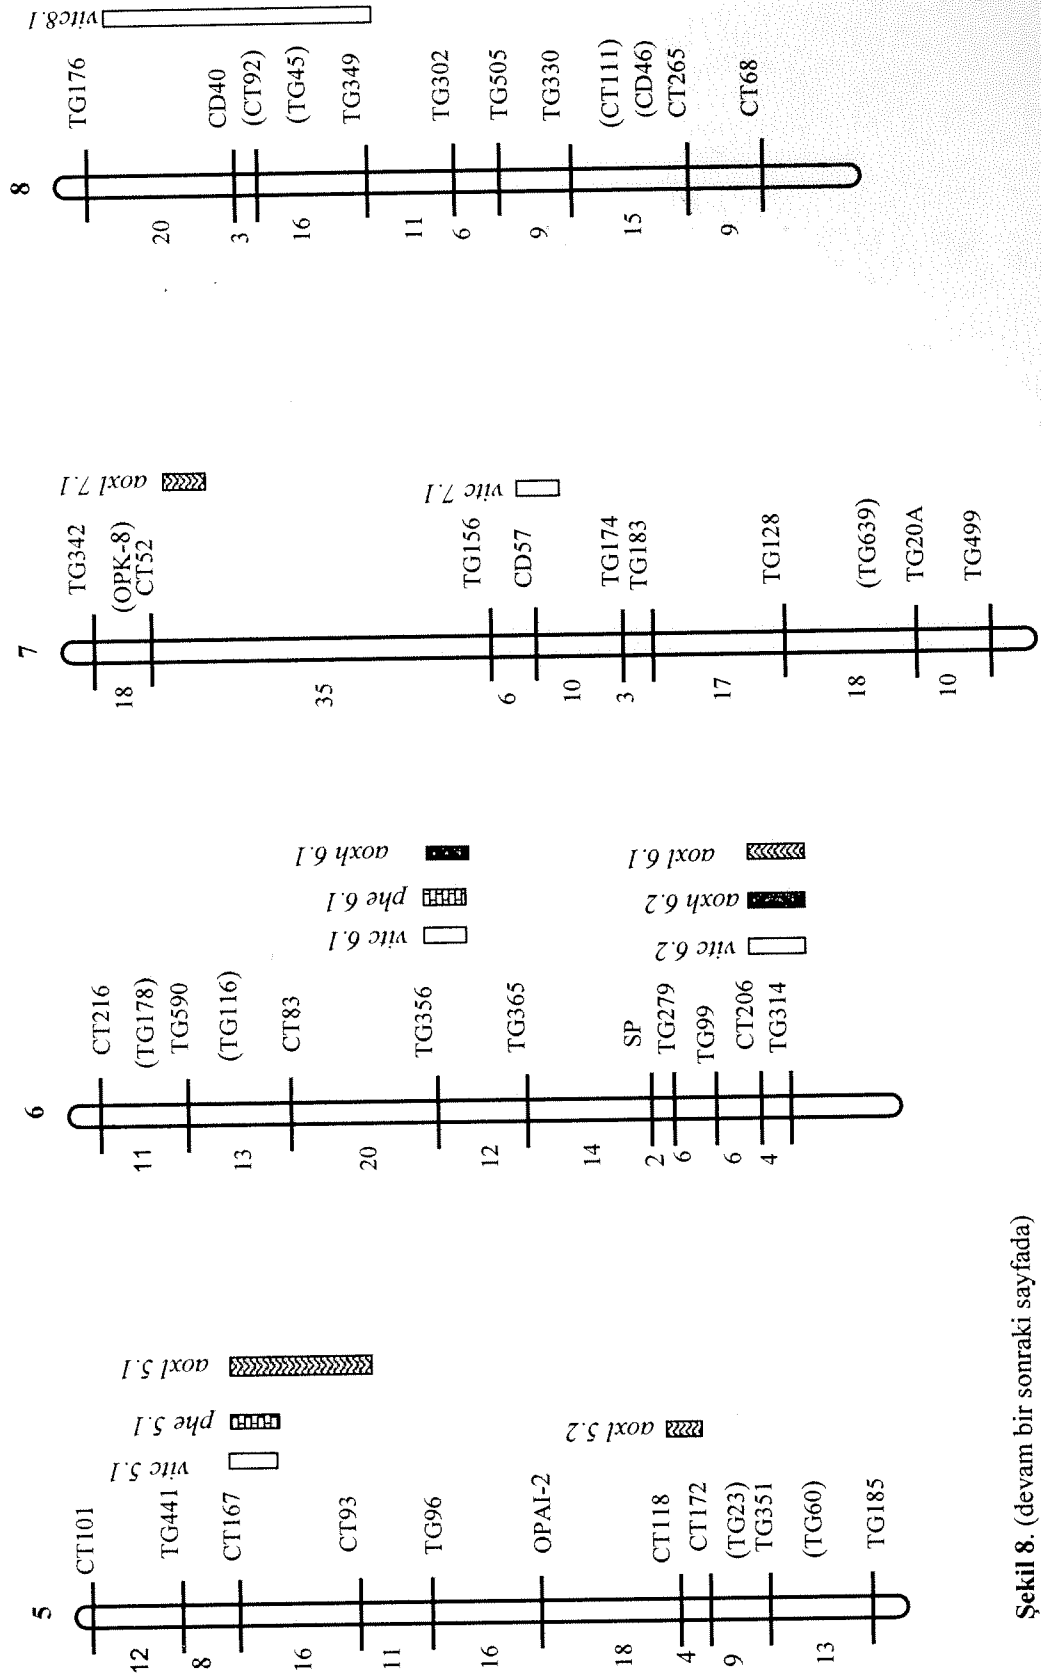 5
CT101
12
TG441
8
CT167
16
CT93
11
TG96
16
OPAI-2
18
CT118
4
CT172
9
(TG23)
TG351
13
(TG60)
TG185
vitc 5.1
phe 5.1
aoxl 5.1
aoxl 5.2
6
CT216
11
(TG178)
TG590
13
(TG116)
CT83
20
TG356
12
TG365
14
SP
2
TG279
6
TG99
6
CT206
4
TG314
vitc 6.1
phe 6.1
aoxh 6.1
vitc 6.2
aoxh 6.2
aoxl 6.1
7
TG342
18
(OPK-8)
CT52
35
TG156
6
CD57
10
TG174
3
TG183
17
TG128
18
(TG639)
TG20A
10
TG499
aoxl 7.1
vitc 7.1
8
TG176
20
CD40
3
(CT92)
16
(TG45)
TG349
11
TG302
6
TG505
9
TG330
15
(CT111)
(CD46)
CT265
9
CT68
vitc8.1
Şekil 8. (devam bir sonraki sayfada)